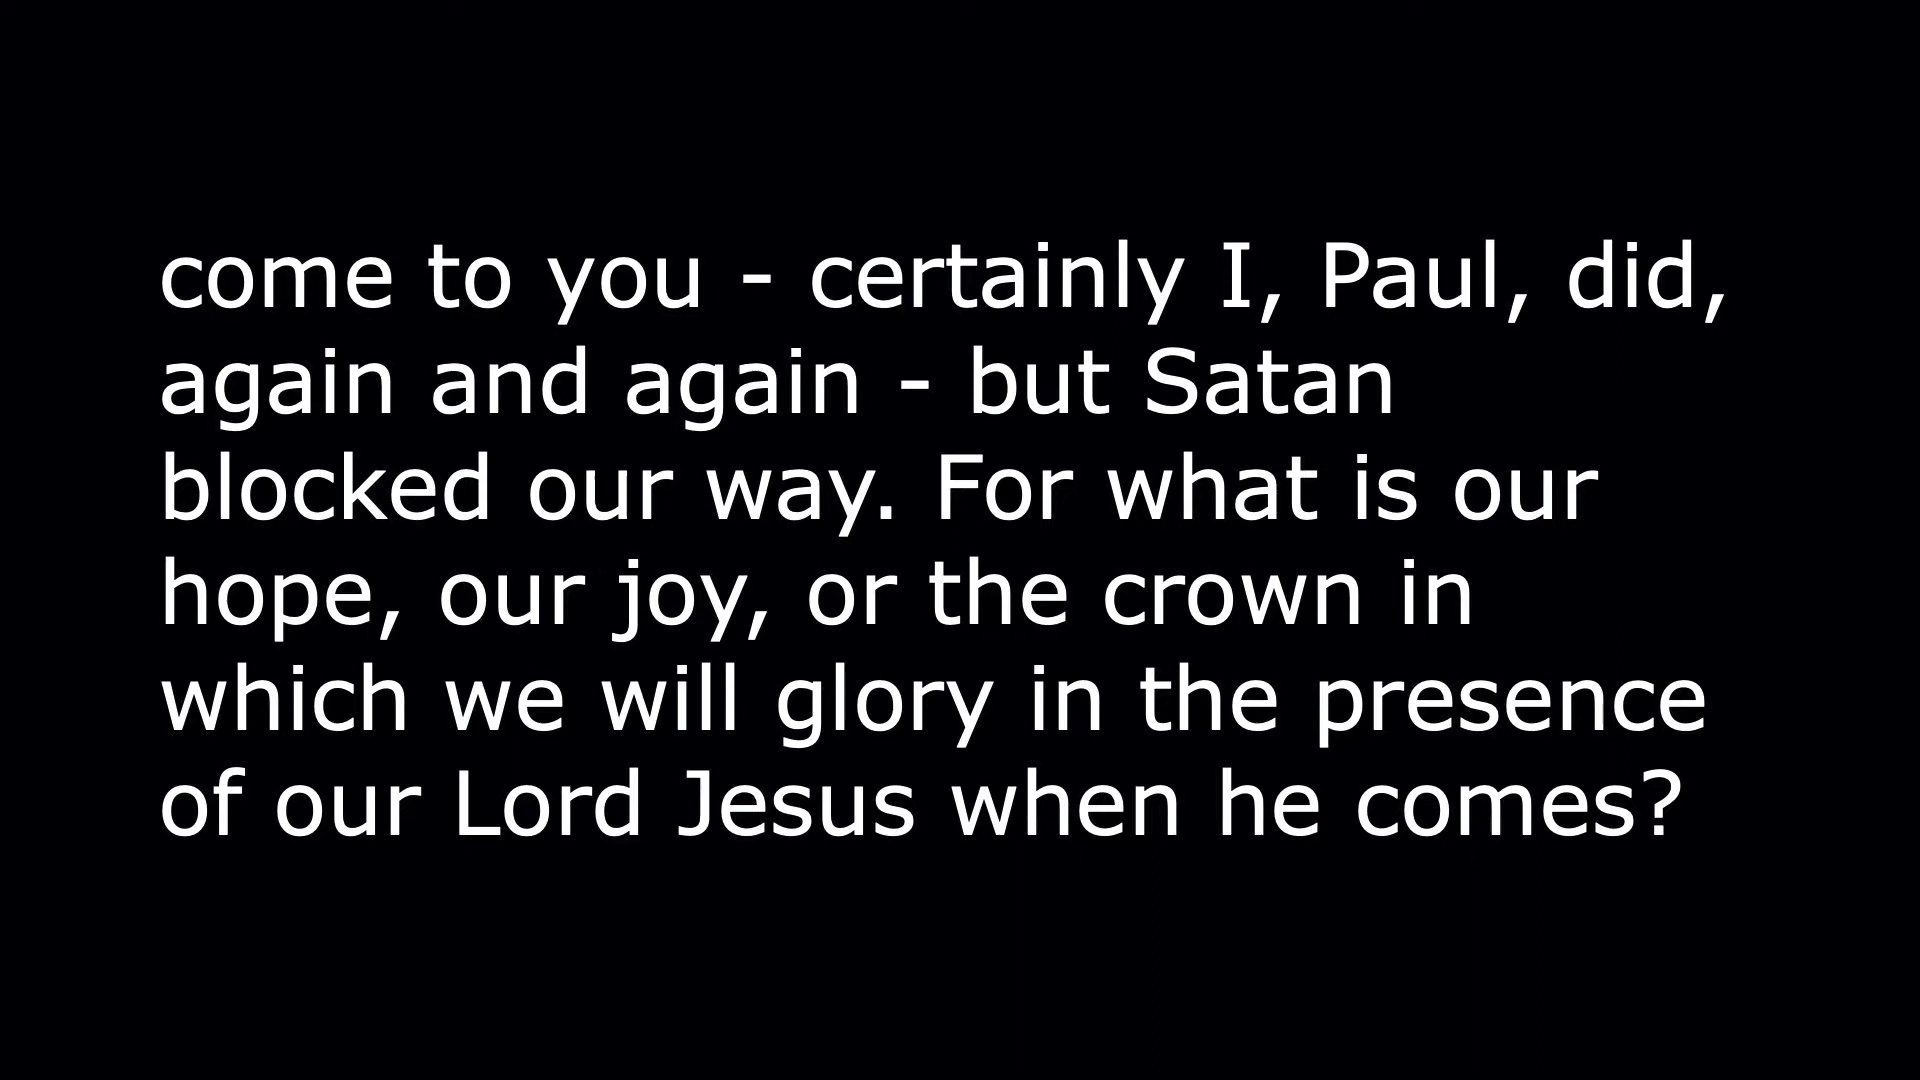 come to you - certainly I, Paul, did,
again and again - but Satan
blocked our way. For what is our
hope, our joy, or the crown in
which we will glory in the presence
of our Lord Jesus when he comes?